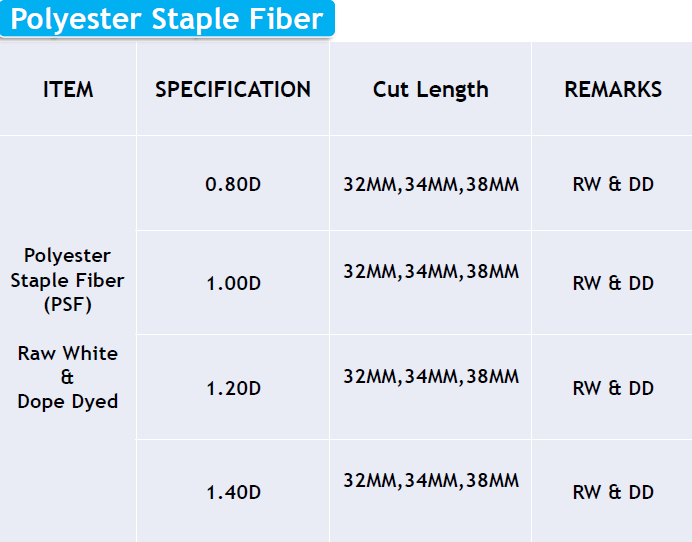 Polyester Staple Fiber
ITEM SPECIFICATION Cut Length REMARKS
Polyester
Staple Fiber
(PSF)
Raw White
&
Dope Dyed
0.80D 32MM,34MM,38MM RW & DD
1.00D 32MM,34MM,38MM RW & DD
1.20D 32MM,34MM,38MM RW & DD
1.40D 32MM,34MM,38MM RW & DD